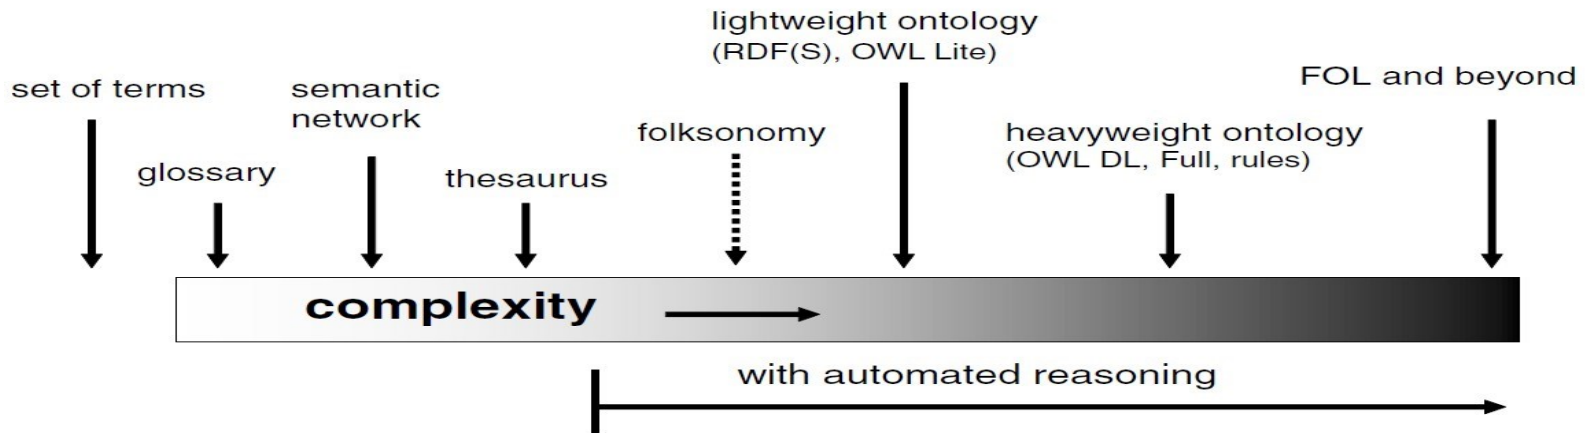 lightweight ontology
(RDF(S), OWL Lite)
set of terms
semantic
network
FOL and beyond
folksonomy
heavyweight ontology
(OWL DL, Full, rules)
glossary
thesaurus
complexity
with automated reasoning